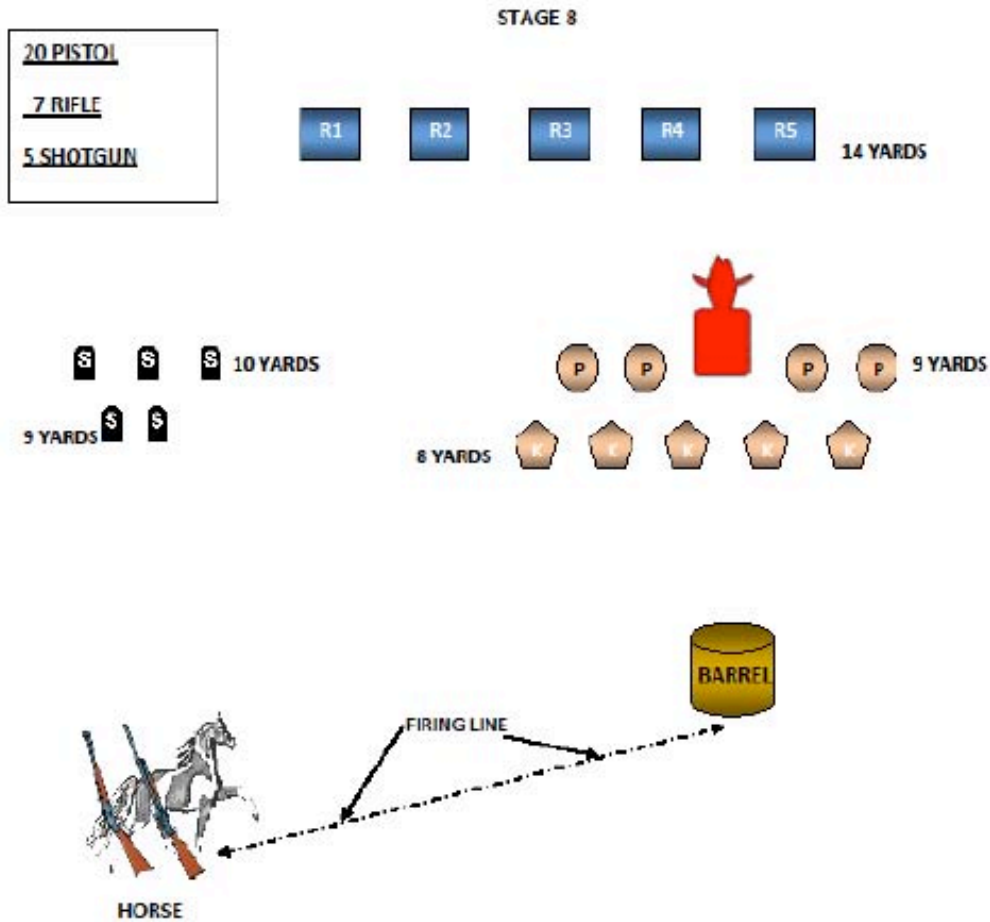 STAGE 8
20 PISTOL
7 RIFLE
5 SHOTGUN
R1 R2 R3 R4 R5
14 YARDS
S S S 10 YARDS
P P P P 9 YARDS
9 YARDS S S
8 YARDS K K K K K
BARREL
FIRING LINE
HORSE